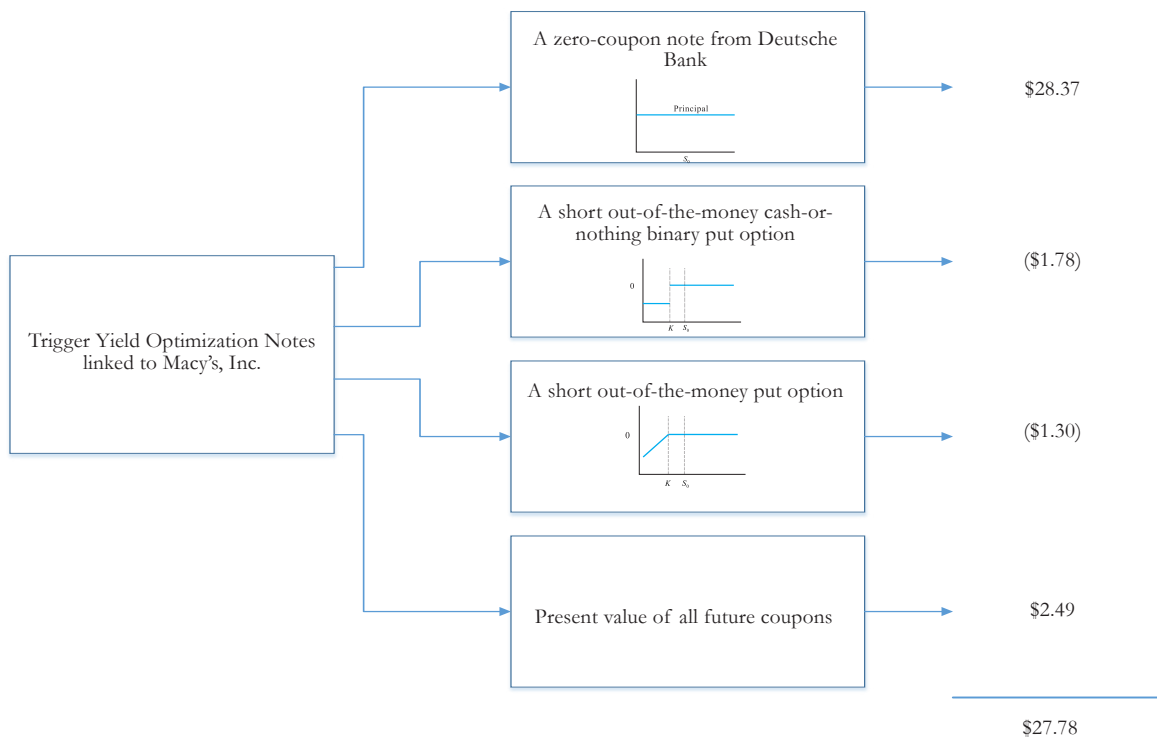 A zero-coupon note from Deutsche
Bank
Principal
S₀
$28.37
A short out-of-the-money cash-or-
nothing binary put option
0
K
S₀
($1.78)
Trigger Yield Optimization Notes
linked to Macy’s, Inc.
A short out-of-the-money put option
0
K
S₀
($1.30)
Present value of all future coupons
$2.49
$27.78